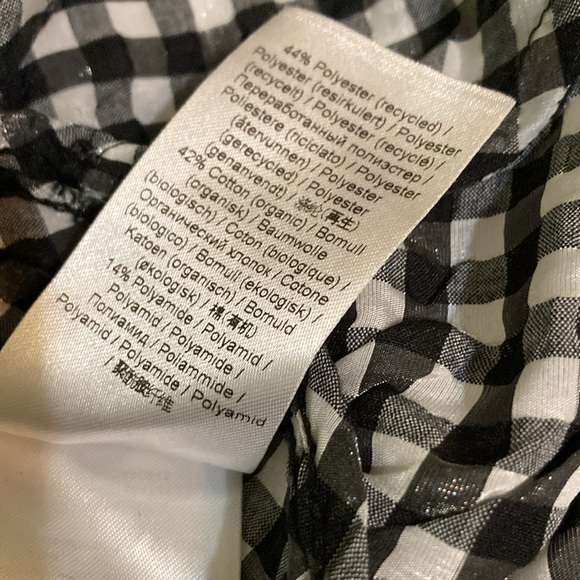 44% Polyester (recycled) /
Polyester (resirkulert) / Polyester
(recycelt) / Polyester (recyclé) /
Переработанный полиэстер /
Poliestere (riciclato) / Polyester
(återvunnen) / Polyester
(gerecycled) / Polyester
(genanvendt) / (再生)
42% Cotton (organic) / Bomull
(organisk) / Baumwolle
(biologisch) / Coton (biologique) /
Органический хлопок / Cotone
(biologico) / Bomull (ekologisk) /
Katoen (organisch) / Bomuld
(økologisk) / 棉(有机)
14% Polyamide / Polyamid /
Polyamid / Polyamide /
Полиамид / Poliammide /
Polyamid / Polyamide / Polyamid